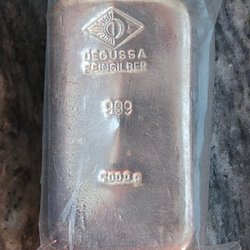 DEGUSSA
FEINSILBER
999
1000 g